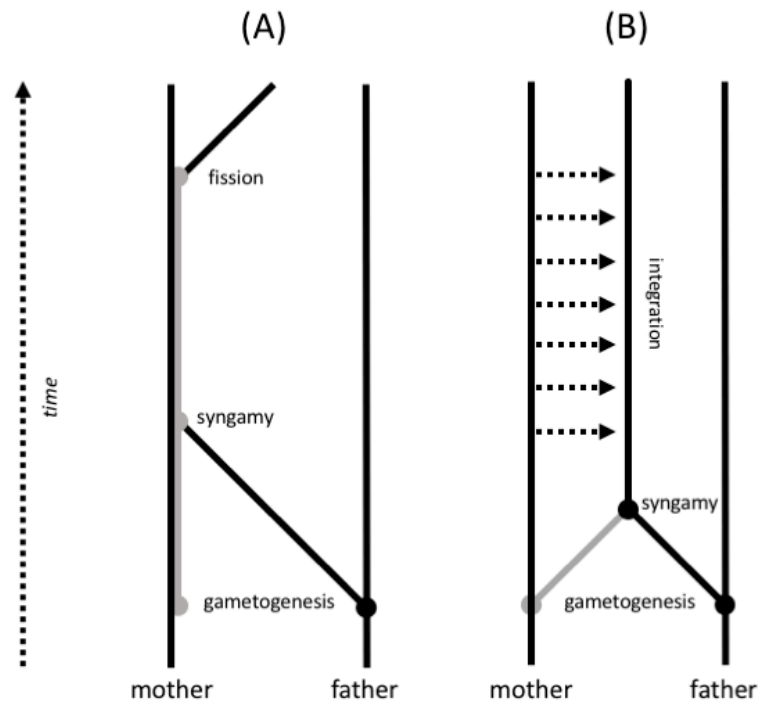 (A)
(B)
fission
integration
time
syngamy
syngamy
gametogenesis
gametogenesis
mother
father
mother
father